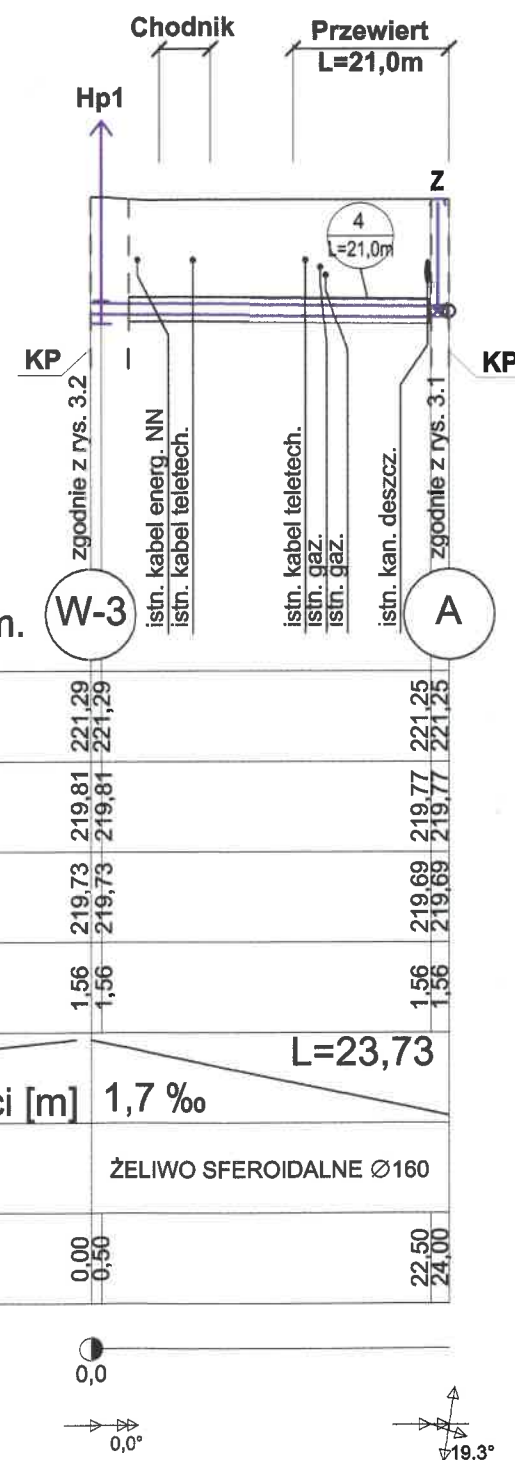 Chodnik
Przewiert
L=21,0m
Hp1
Z
4
L=21,0m
KP
KP
zgodnie z rys. 3.2
istn. kabel energ. NN
istn. kabel teletech.
istn. kabel teletech.
istn. gaz.
istn. gaz.
istn. kan. deszcz.
zgodnie z rys. 3.1
W-3
A
221,29 221,29 221,25 221,25
219,81 219,81 219,77 219,77
219,73 219,73 219,69 219,69
1,56 1,56 1,56 1,56
L=23,73
[m] 1,7 ‰
ŻELIWO SFEROIDALNE Ø160
0,00 0,50 22,50 24,00
0,0
0,0°
19.3°